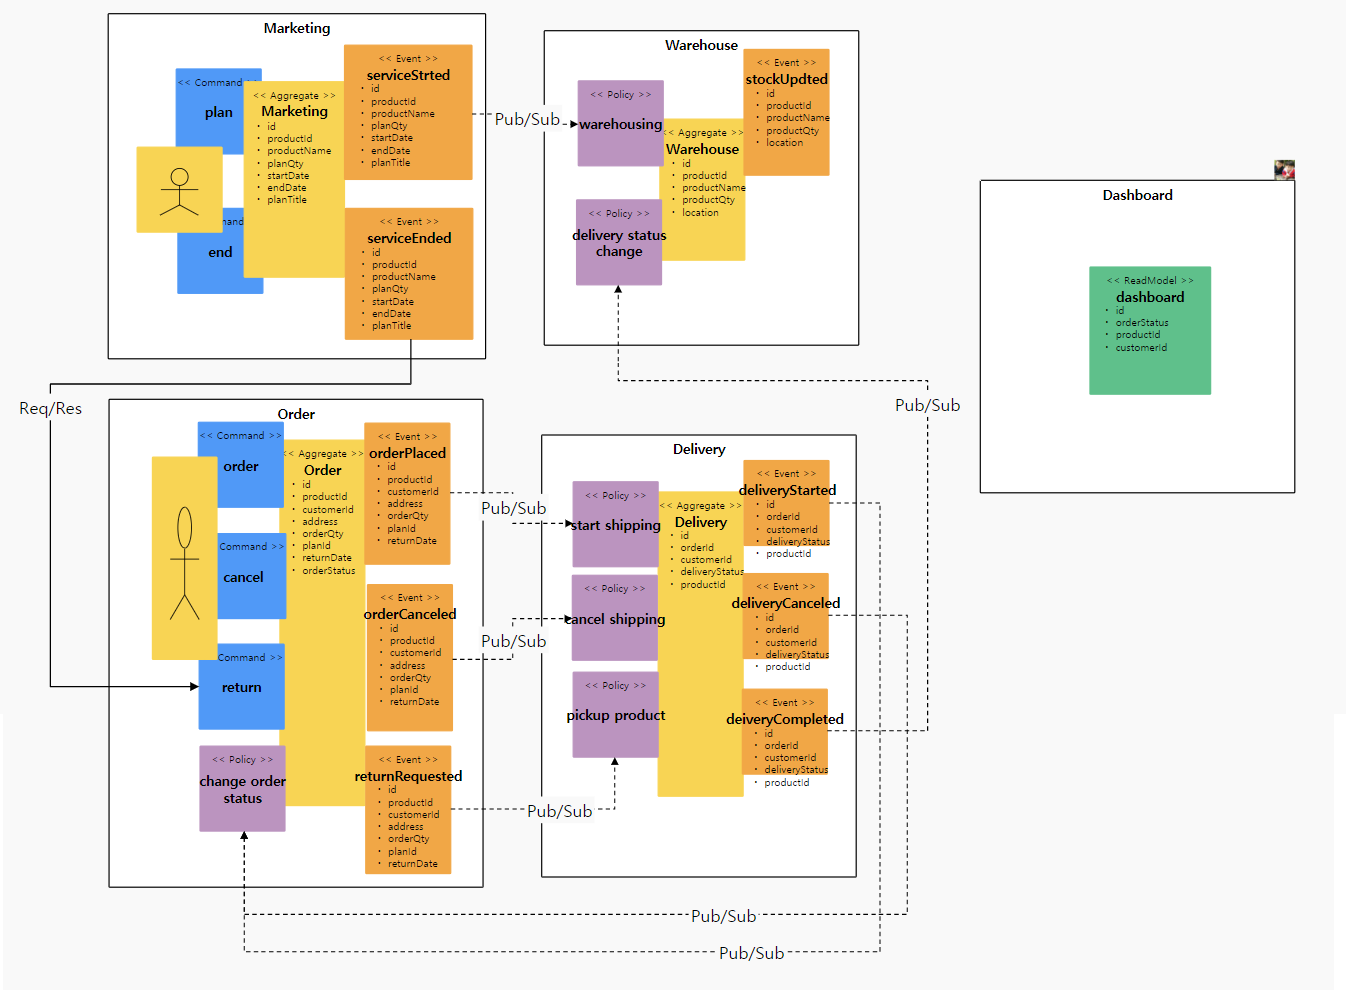 Marketing
<< Command
plan
<< Aggregate >>
Marketing
· id
· productId
· productName
· planQty
· startDate
· endDate
· planTitle
<< Event >>
serviceStrted
· id
· productId
· productName
· planQty
· startDate
· endDate
· planTitle
mand
end
<< Event >>
serviceEnded
· id
· productId
· productName
· planQty
· startDate
· endDate
· planTitle
Pub/Sub
Warehouse
<< Policy >>
warehousing
<< Aggregate >>
Warehouse
· id
· productId
· productName
· productQty
· location
<< Event >>
stockUpdted
· id
· productId
· productName
· productQty
· location
<< Policy >>
delivery status
change
Dashboard
<< ReadModel >>
dashboard
· id
· orderStatus
· productId
· customerId
Req/Res
Pub/Sub
Order
<< Command >>
order
<< Aggregate >>
Order
· id
· productId
· customerId
· address
· orderQty
· planId
· returnDate
· orderStatus
<< Event >>
orderPlaced
· id
· productId
· customerId
· address
· orderQty
· planId
· returnDate
Command >>
cancel
<< Event >>
orderCanceled
· id
· productId
· customerId
· address
· orderQty
· planId
· returnDate
Command >>
return
<< Policy >>
change order
status
<< Event >>
returnRequested
· id
· productId
· customerId
· address
· orderQty
· planId
· returnDate
Pub/Sub
Pub/Sub
Pub/Sub
Delivery
<< Policy >>
start shipping
<< Aggregate >>
Delivery
· id
· orderId
· customerId
· deliveryStatus
· productId
<< Event >>
deliveryStarted
· id
· orderId
· customerId
· deliveryStatus
· productId
<< Policy >>
cancel shipping
<< Event >>
deliveryCanceled
· id
· orderId
· customerId
· deliveryStatus
· productId
<< Policy >>
pickup product
<< Event >>
deiveryCompleted
· id
· orderId
· customerId
· deliveryStatus
· productId
Pub/Sub
Pub/Sub